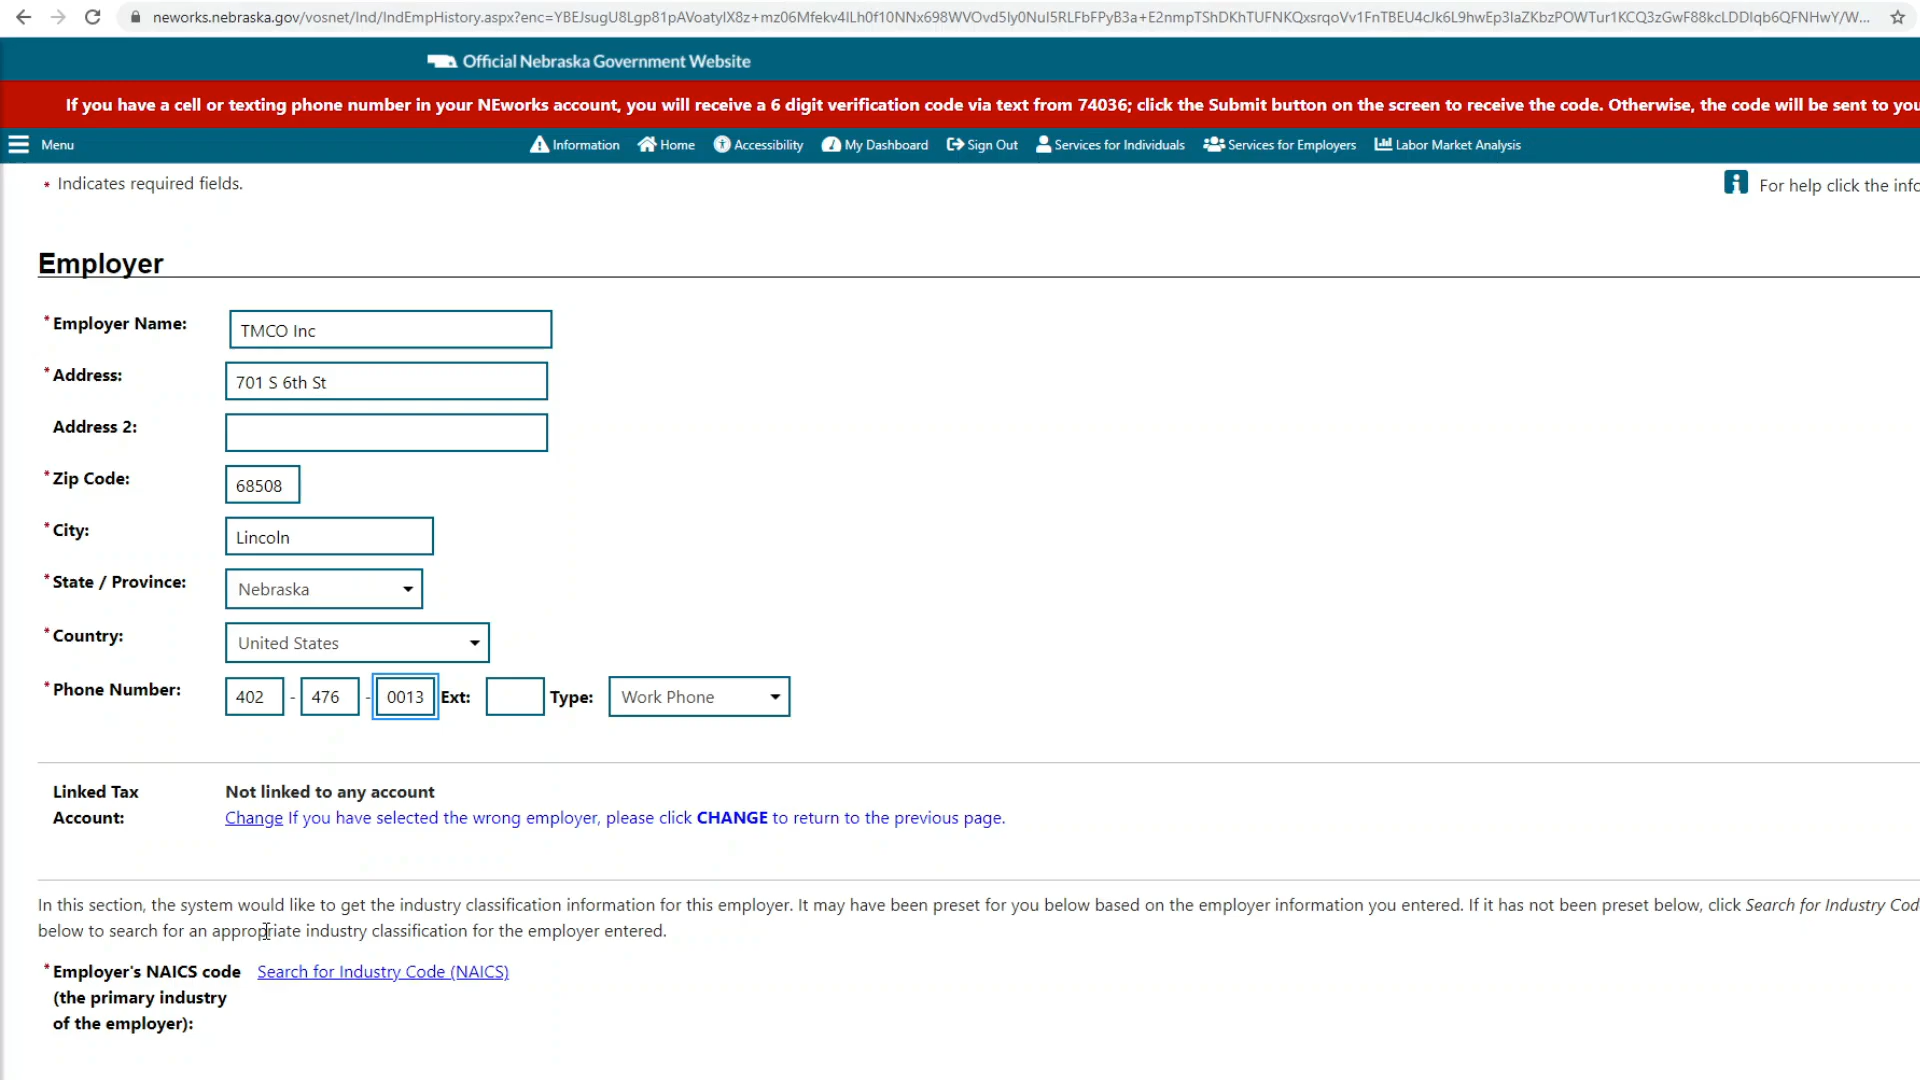 neworks.nebraska.gov/vosnet/Ind/IndEmpHistory.aspx?enc=YBEJsugU8Lgp81pAVoatylX8z+mz06Mfekv4ILh0f10NNx698WVOvd5Iy0NuI5RLFbFPyB3a+E2nmpTShDKhTUFNKQxsrqoVv1FnTBEU4cJk6L9hwEp3IaZKbzPOWTur1KCQ3zGwF88kcLDDIqb6QFNHwY/W...
Official Nebraska Government Website
If you have a cell or texting phone number in your NEworks account, you will receive a 6 digit verification code via text from 74036; click the Submit button on the screen to receive the code. Otherwise, the code will be sent to you
Menu Information Home Accessibility My Dashboard Sign Out Services for Individuals Services for Employers Labor Market Analysis
* Indicates required fields. For help click the info
Employer
* Employer Name: TMCO Inc
* Address: 701 S 6th St
Address 2:
* Zip Code: 68508
* City: Lincoln
* State / Province: Nebraska
* Country: United States
* Phone Number: 402 - 476 - 0013 Ext: Type: Work Phone
Linked Tax Not linked to any account
Account: Change If you have selected the wrong employer, please click CHANGE to return to the previous page.
In this section, the system would like to get the industry classification information for this employer. It may have been preset for you below based on the employer information you entered. If it has not been preset below, click Search for Industry Cod
below to search for an appropriate industry classification for the employer entered.
* Employer's NAICS code Search for Industry Code (NAICS)
(the primary industry
of the employer):